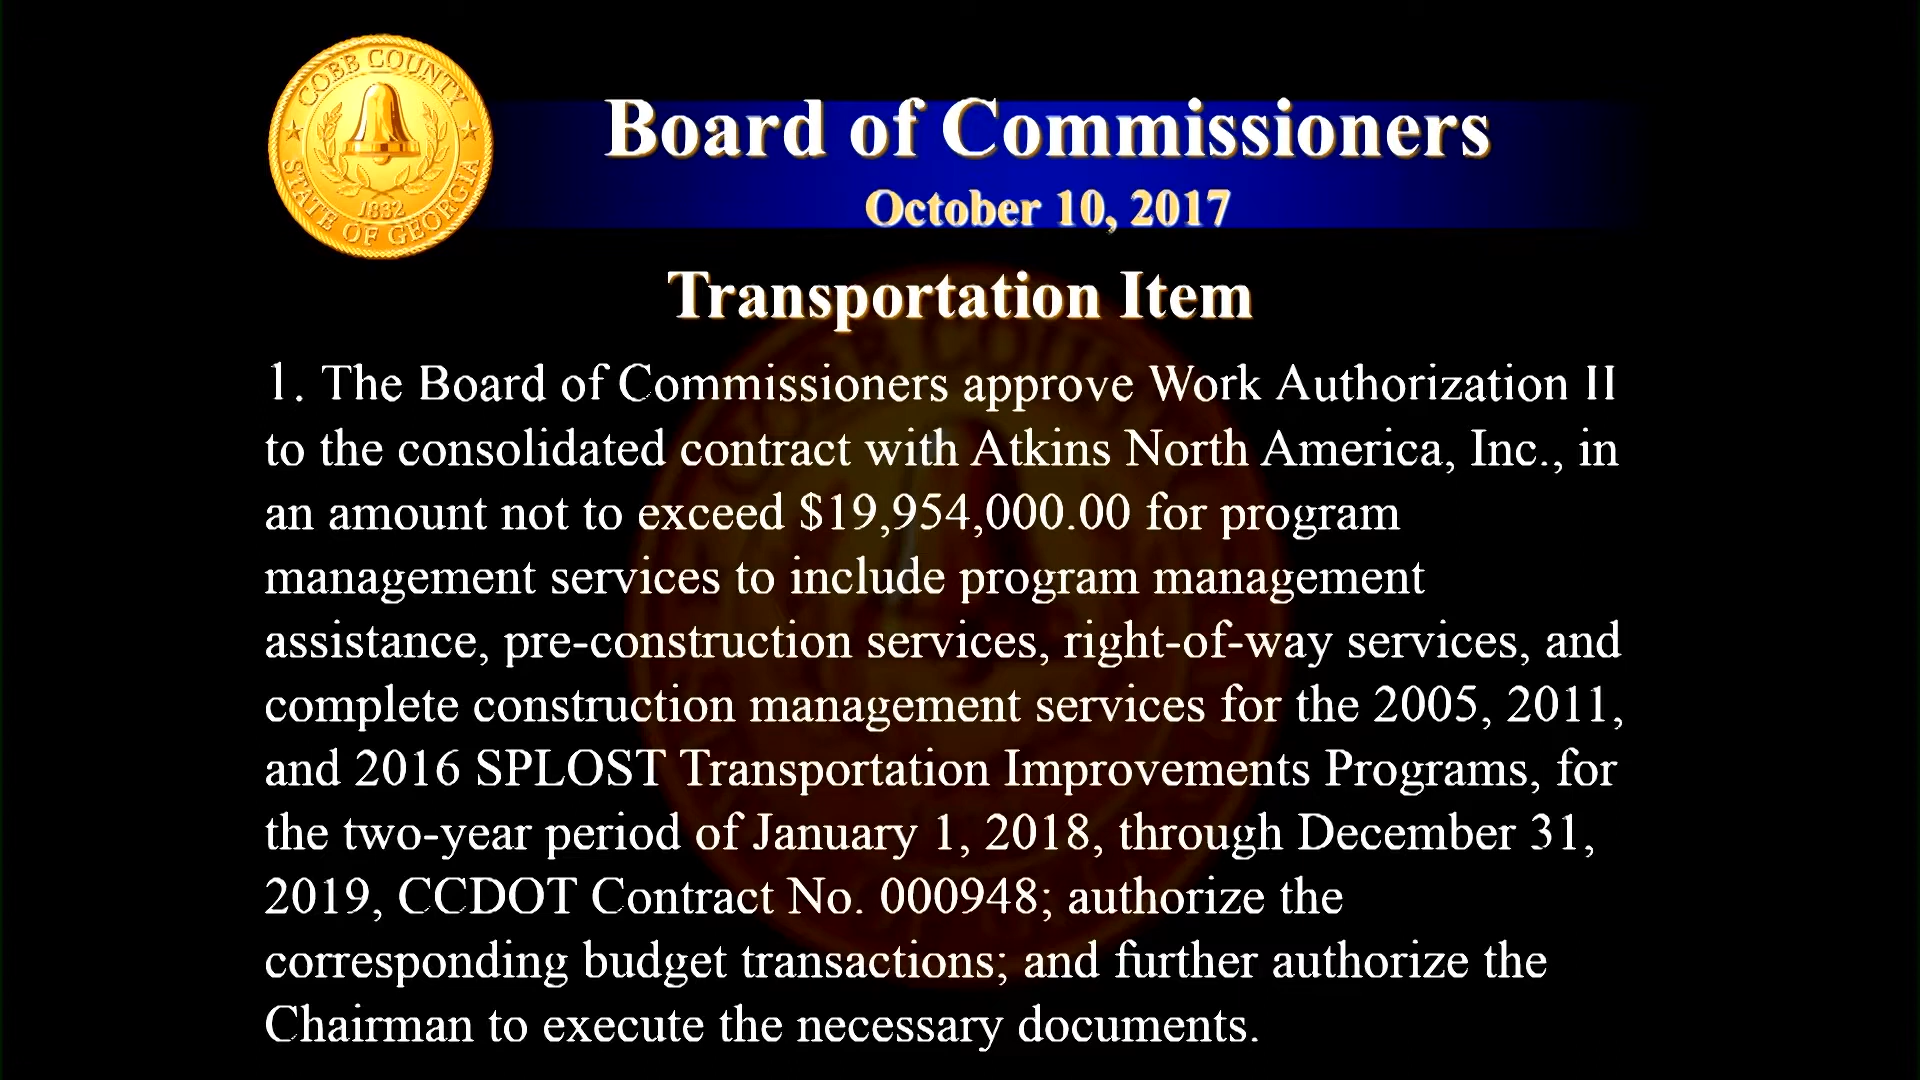 COBB COUNTY
1832
STATE OF GEORGIA
Board of Commissioners
October 10, 2017
Transportation Item
1. The Board of Commissioners approve Work Authorization II
to the consolidated contract with Atkins North America, Inc., in
an amount not to exceed $19,954,000.00 for program
management services to include program management
assistance, pre-construction services, right-of-way services, and
complete construction management services for the 2005, 2011,
and 2016 SPLOST Transportation Improvements Programs, for
the two-year period of January 1, 2018, through December 31,
2019, CCDOT Contract No. 000948; authorize the
corresponding budget transactions; and further authorize the
Chairman to execute the necessary documents.